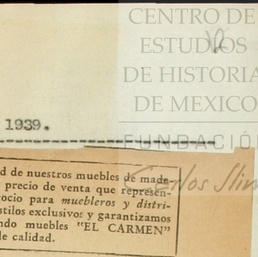 CENTRO DE
ESTUDIOS
DE HISTORIA
DE MEXICO
FUNDACIÓN
Carlos Slim
1939.
d de nuestros muebles de made-
precio de venta que represen-
ocio para muebleros y distri-
stilos exclusivos y garantizamos
ndo muebles "EL CARMEN"
de calidad.